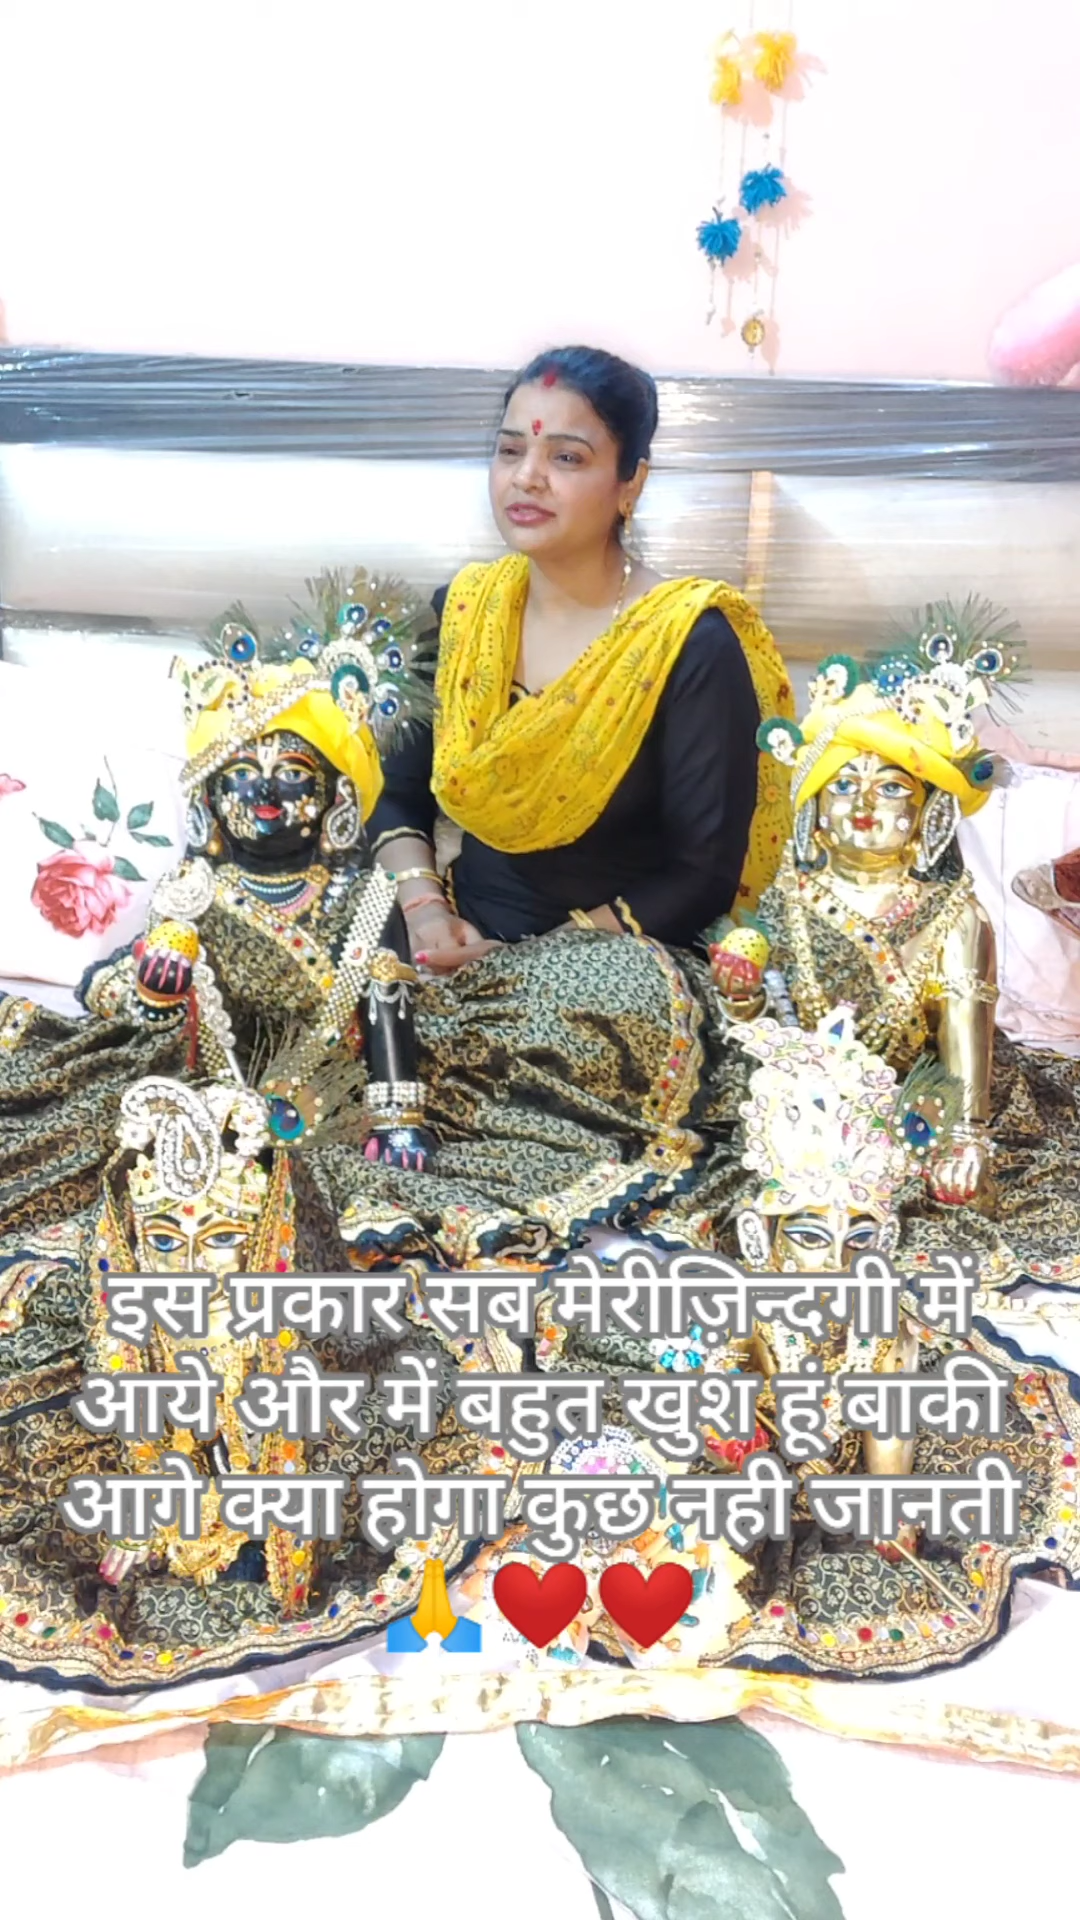 इस प्रकार सब मेरीज़िन्दगी में
आये और में बहुत खुश हूं बाकी
आगे क्या होगा कुछ नही जानती
🙏❤️❤️